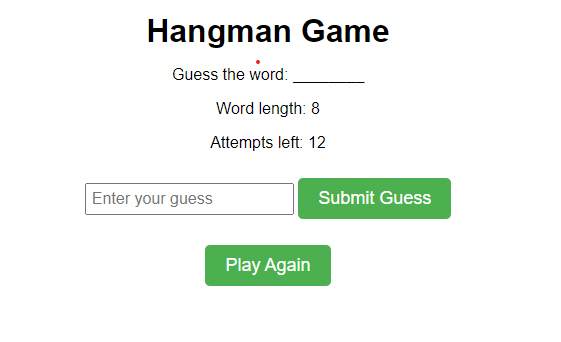 Hangman Game
Guess the word: ________
Word length: 8
Attempts left: 12
Enter your guess Submit Guess
Play Again